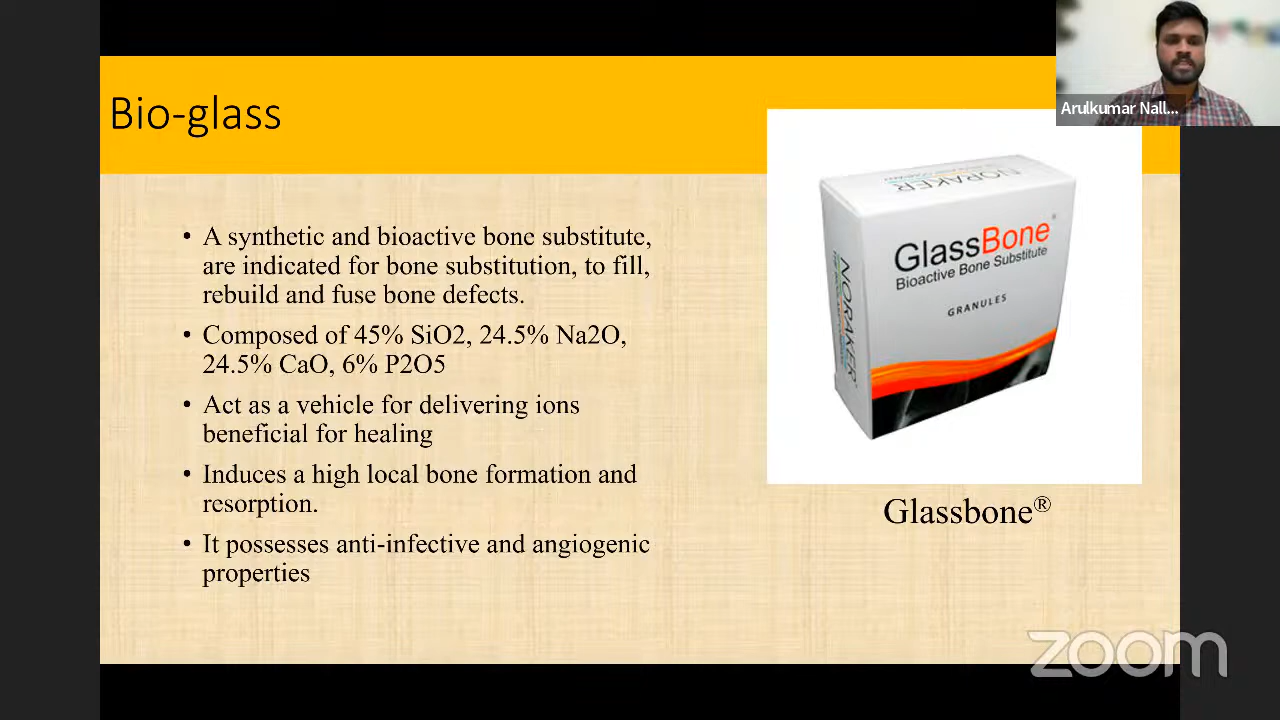 Bio-glass
Arulkumar Nall...
• A synthetic and bioactive bone substitute,
are indicated for bone substitution, to fill,
rebuild and fuse bone defects.
• Composed of 45% SiO2, 24.5% Na2O,
24.5% CaO, 6% P2O5
• Act as a vehicle for delivering ions
beneficial for healing
• Induces a high local bone formation and
resorption.
• It possesses anti-infective and angiogenic
properties
NORAKER
GlassBone®
Bioactive Bone Substitute
GRANULES
NORAKER
Glassbone®
zoom